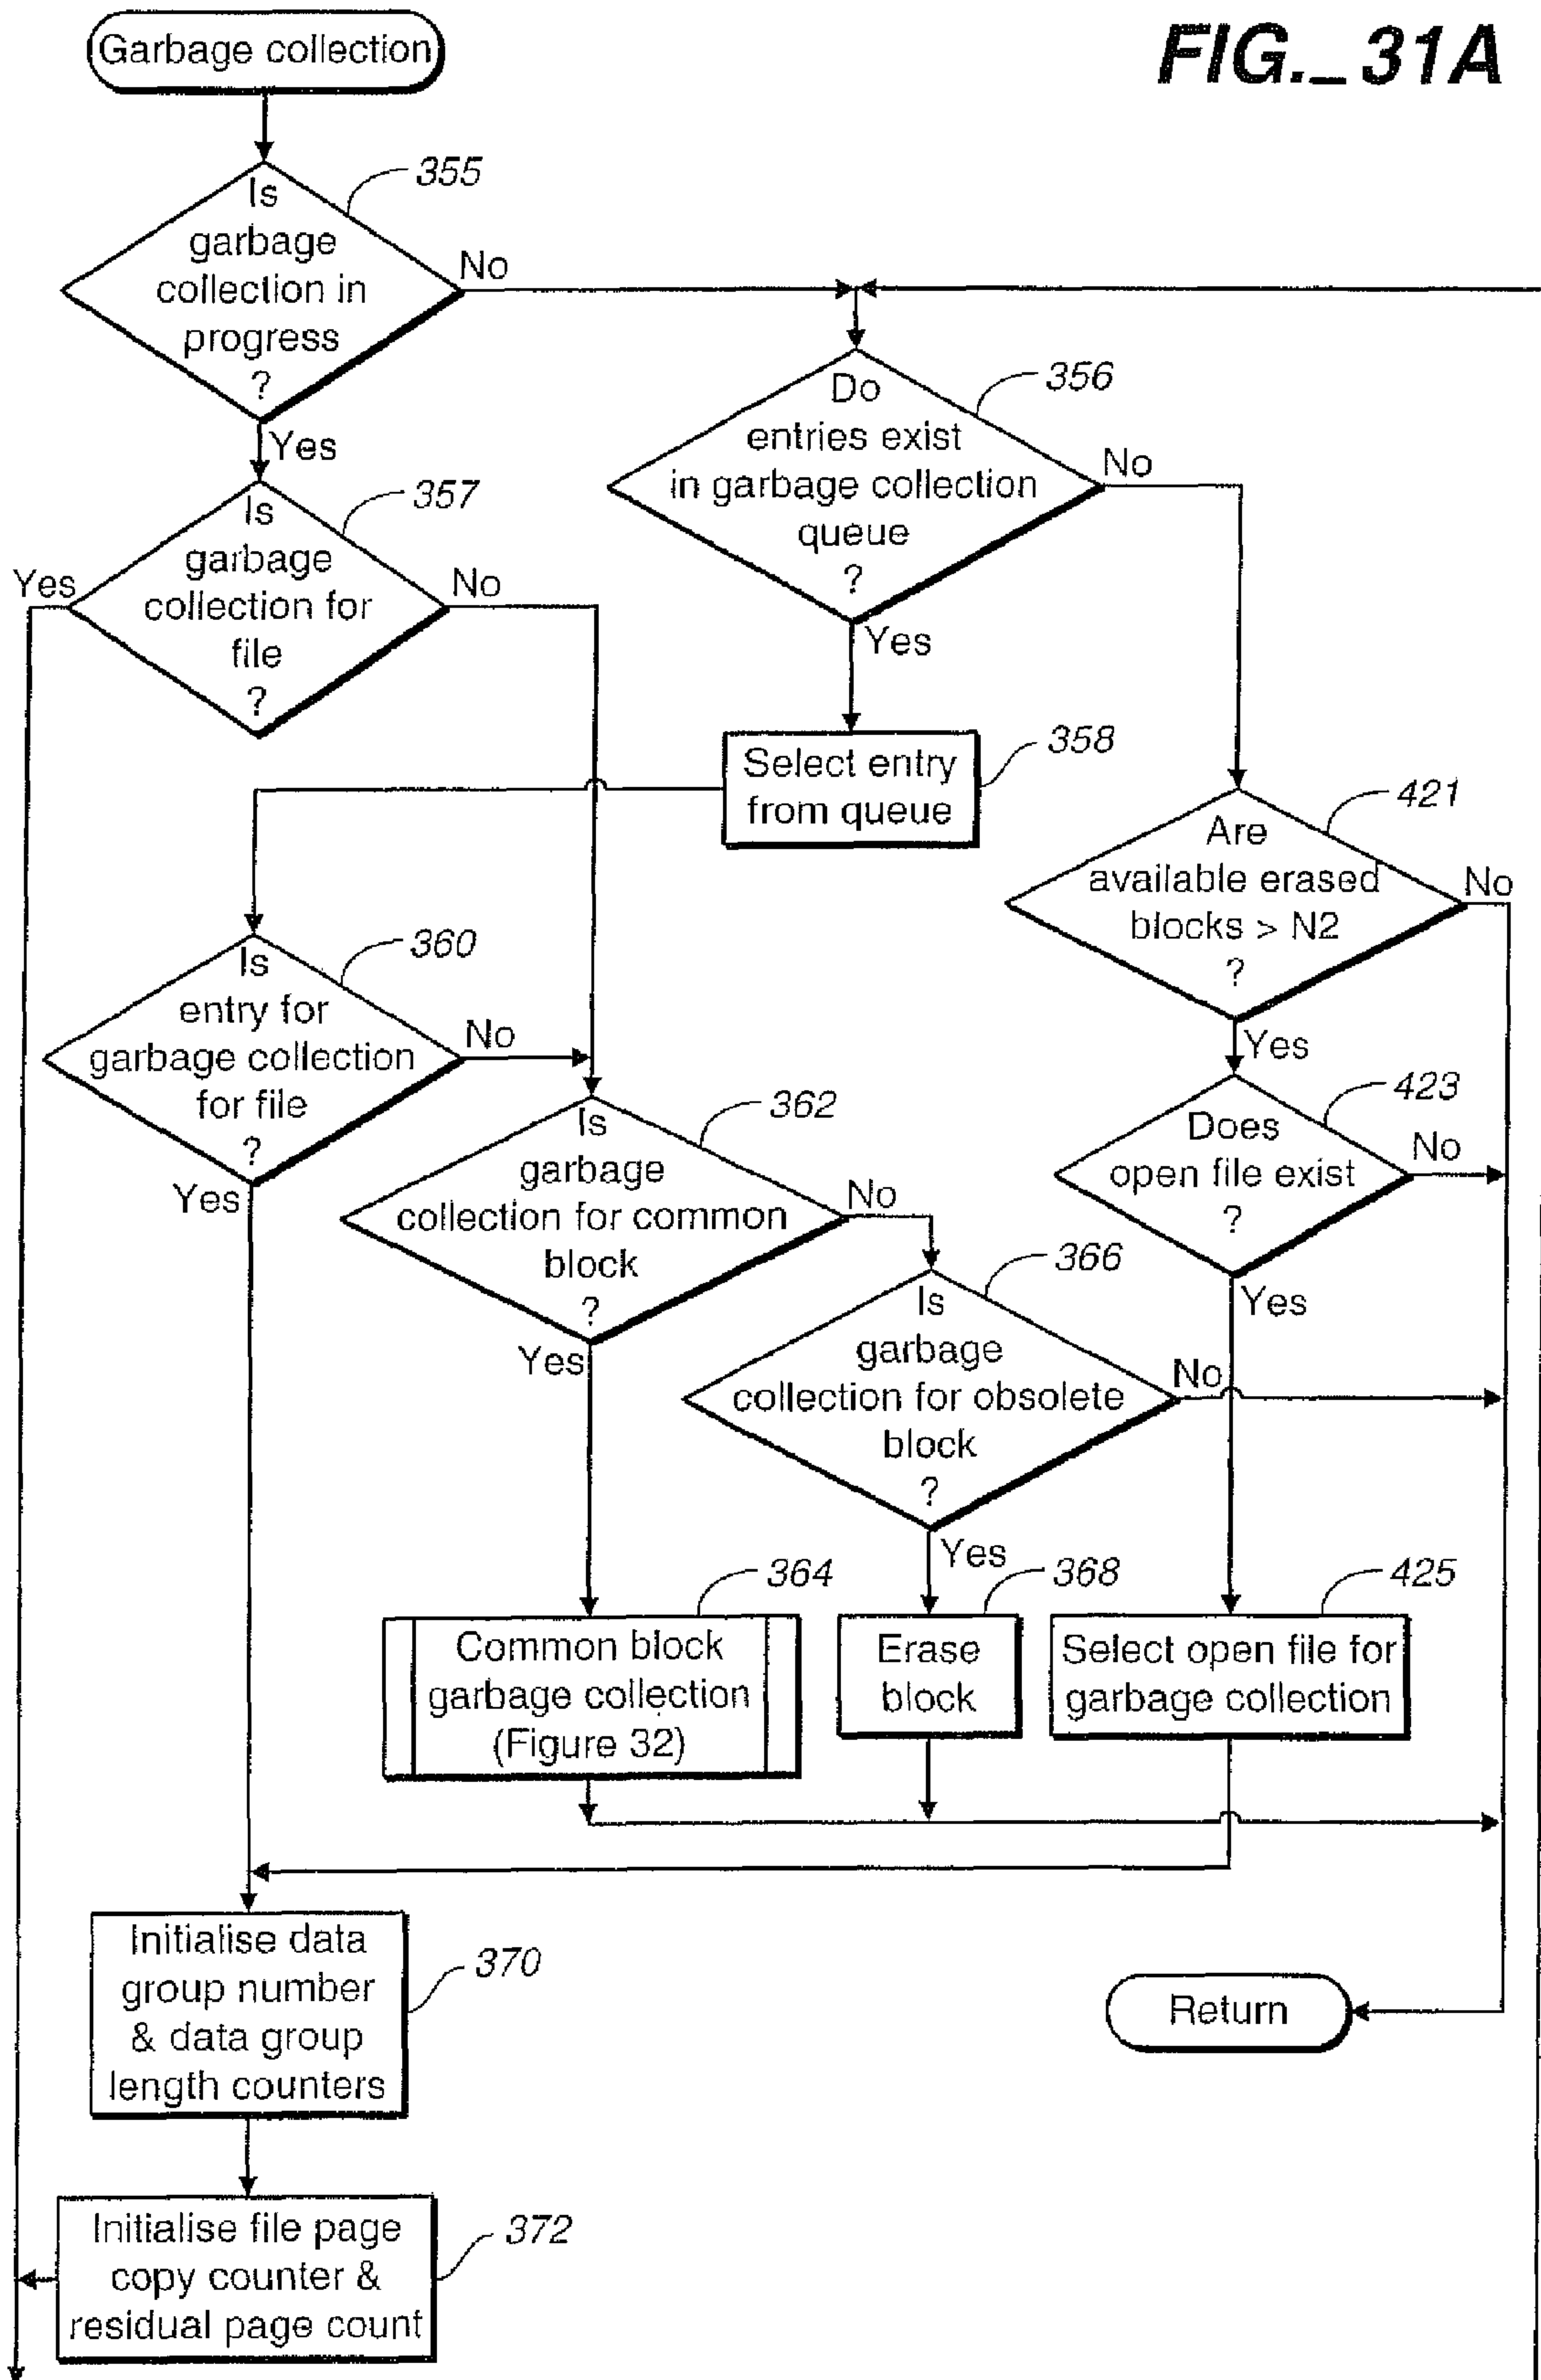 Garbage collection
FIG._31A
355
Is
garbage
collection in
progress
?
No
Yes
356
Do
entries exist
in garbage collection
queue
?
No
Yes
357
Is
garbage
collection for
file
?
Yes
No
358
Select entry
from queue
421
Are
available erased
blocks > N2
?
No
Yes
360
Is
entry for
garbage collection
for file
?
No
Yes
423
Does
open file exist
?
No
Yes
362
Is
garbage
collection for common
block
?
No
Yes
366
Is
garbage
collection for obsolete
block
?
No
Yes
364
Common block
garbage collection
(Figure 32)
368
Erase
block
425
Select open file for
garbage collection
Initialise data
group number
& data group
length counters
370
Return
Initialise file page
copy counter &
residual page count
372